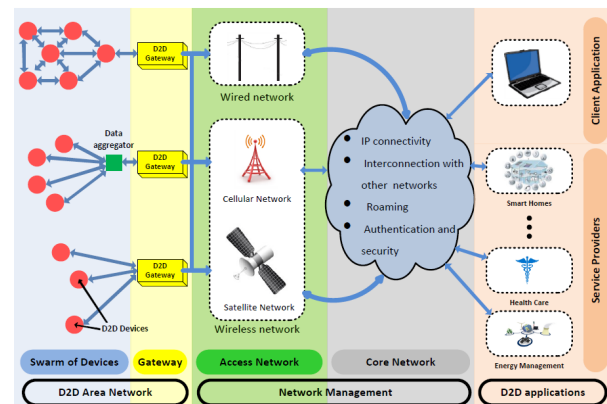 D2D
Gateway
Wired network
Client Application
Data
aggregator
D2D
Gateway
Cellular Network
IP connectivity
Interconnection with
other networks
Roaming
Authentication and
security
Smart Homes
Service Providers
D2D
Gateway
D2D Devices
Satellite Network
Wireless network
Health Care
Energy Management
Swarm of Devices
Gateway
Access Network
Core Network
D2D Area Network
Network Management
D2D applications